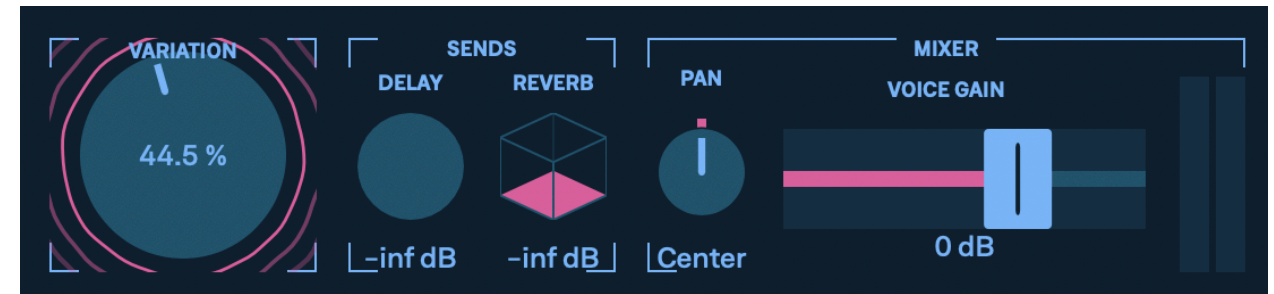 VARIATION
44.5 %
SENDS
DELAY
REVERB
-inf dB
-inf dB
MIXER
PAN
Center
VOICE GAIN
0 dB